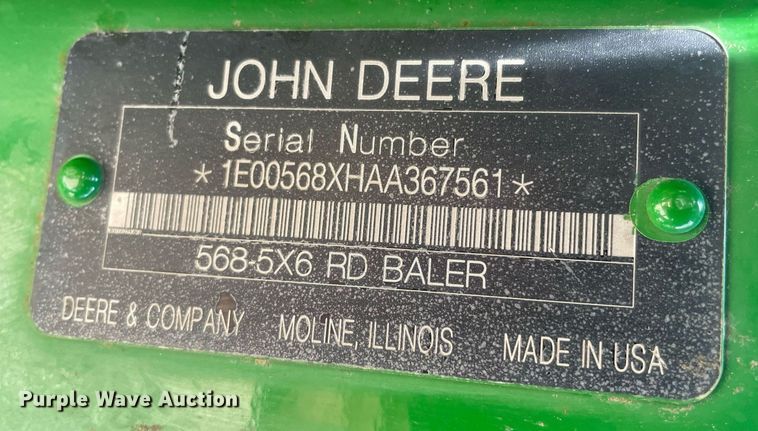 JOHN DEERE
Serial Number
*1E00568XHAA367561*
568-5X6 RD BALER
DEERE & COMPANY MOLINE, ILLINOIS MADE IN USA
Purple Wave Auction